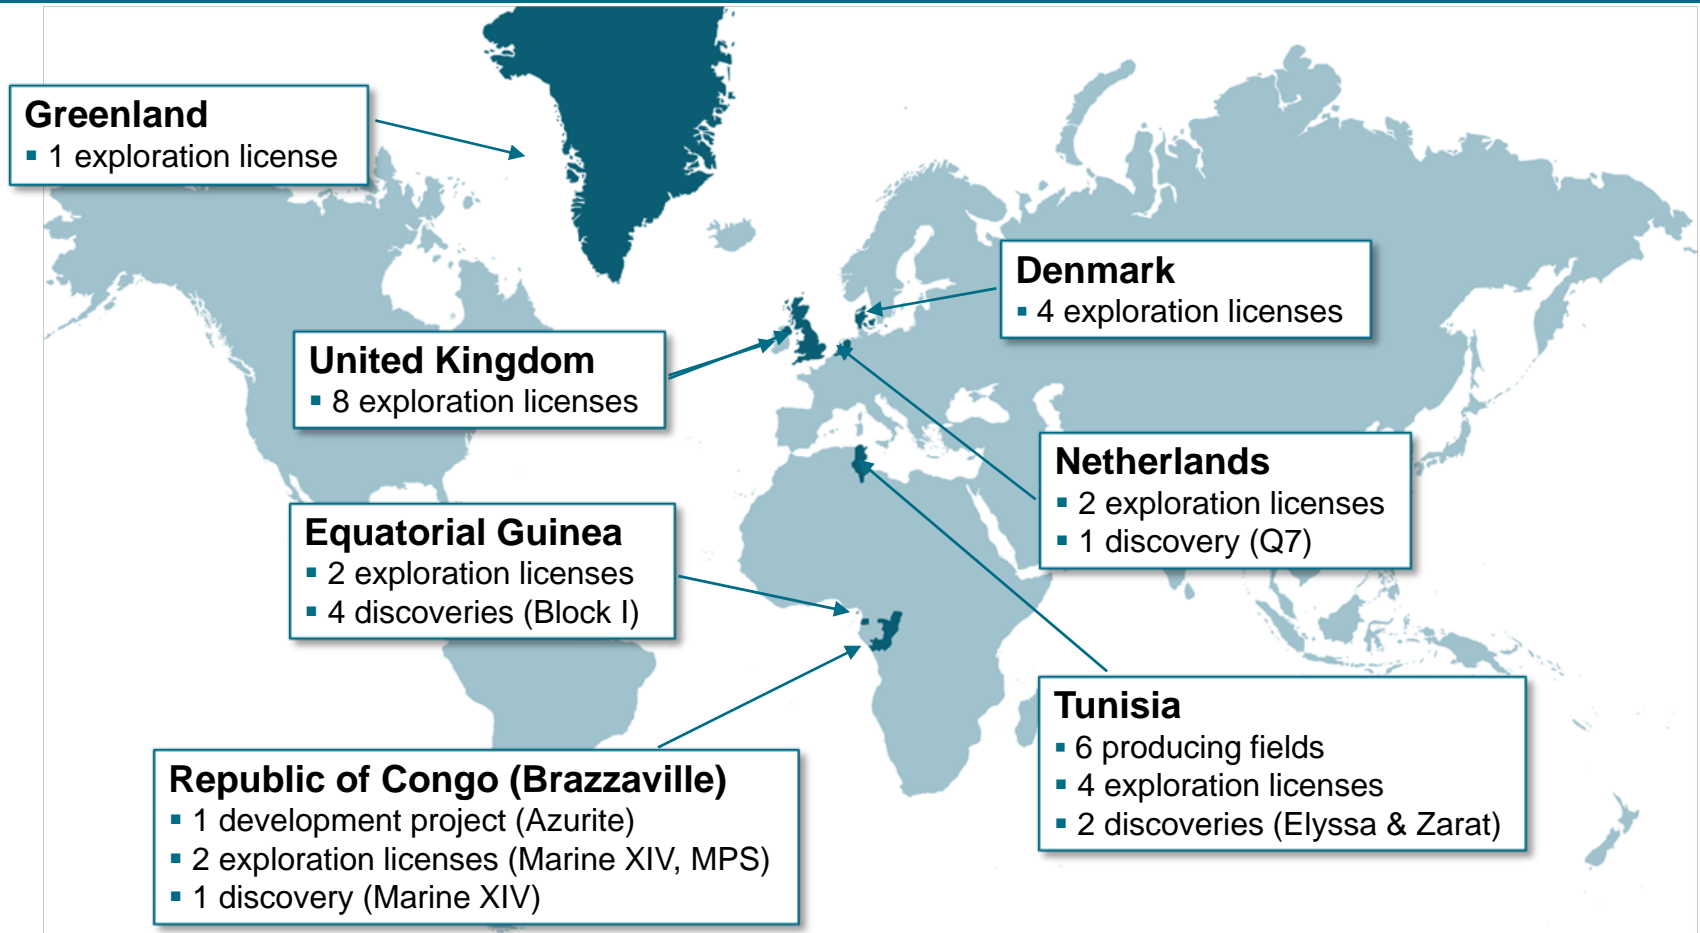 Greenland
▪ 1 exploration license
Denmark
▪ 4 exploration licenses
United Kingdom
▪ 8 exploration licenses
Netherlands
▪ 2 exploration licenses
▪ 1 discovery (Q7)
Equatorial Guinea
▪ 2 exploration licenses
▪ 4 discoveries (Block I)
Tunisia
▪ 6 producing fields
▪ 4 exploration licenses
▪ 2 discoveries (Elyssa & Zarat)
Republic of Congo (Brazzaville)
▪ 1 development project (Azurite)
▪ 2 exploration licenses (Marine XIV, MPS)
▪ 1 discovery (Marine XIV)